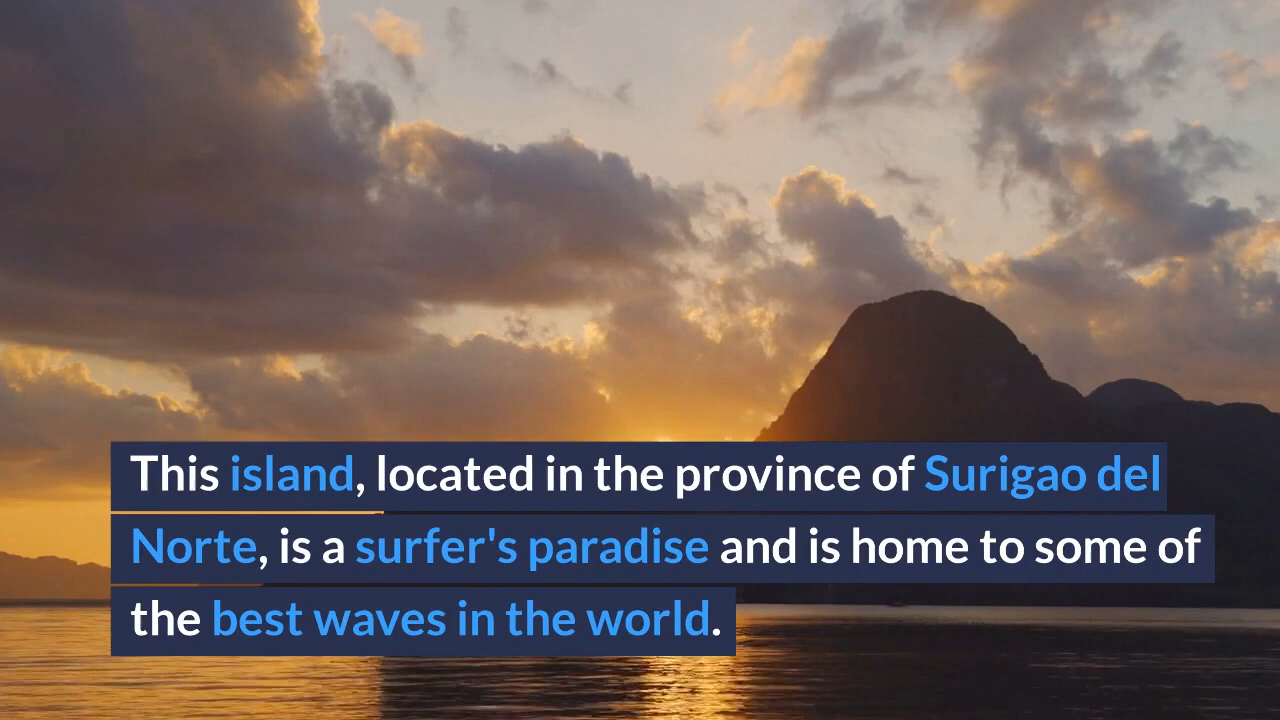 This island, located in the province of Surigao del
Norte, is a surfer's paradise and is home to some of
the best waves in the world.